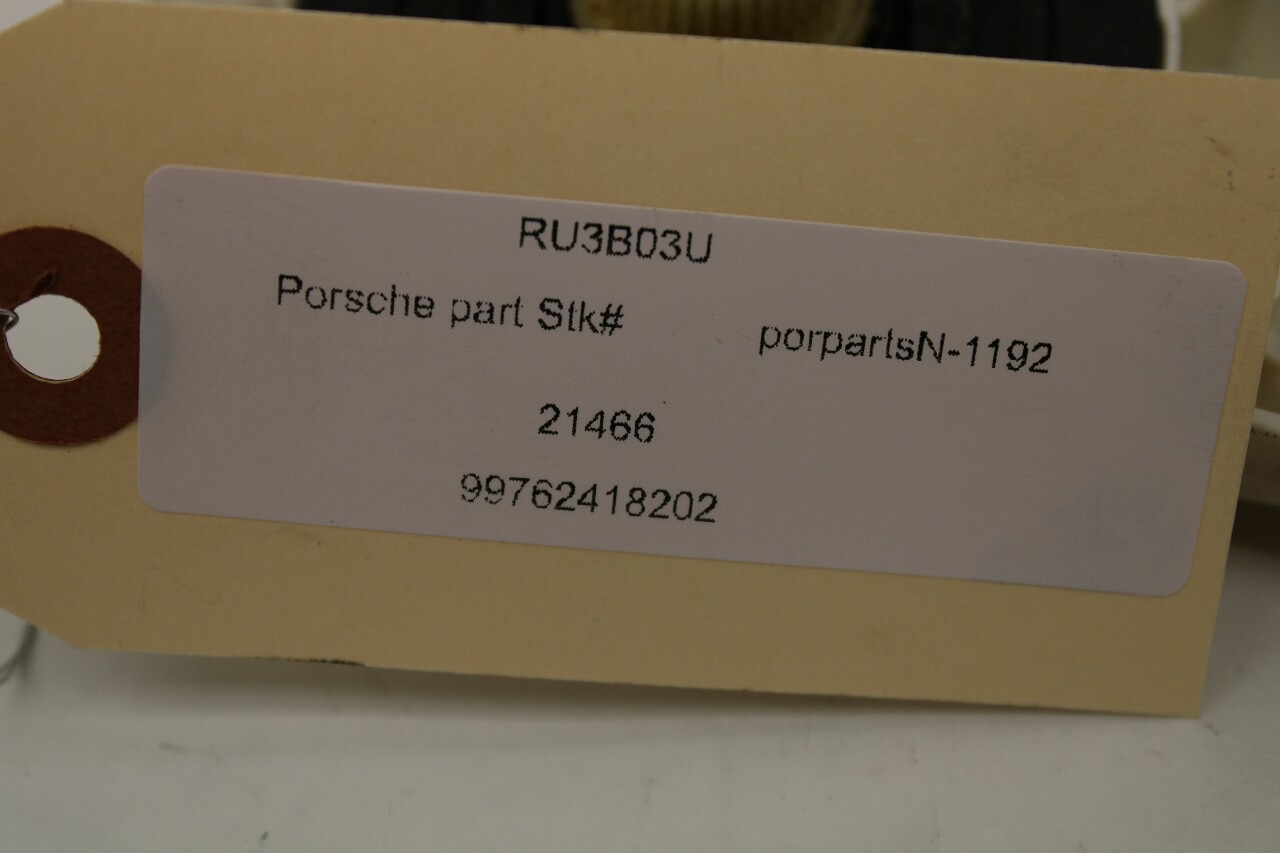 RU3B03U
Porsche part Stk# porpartsN-1192
21466
99762418202